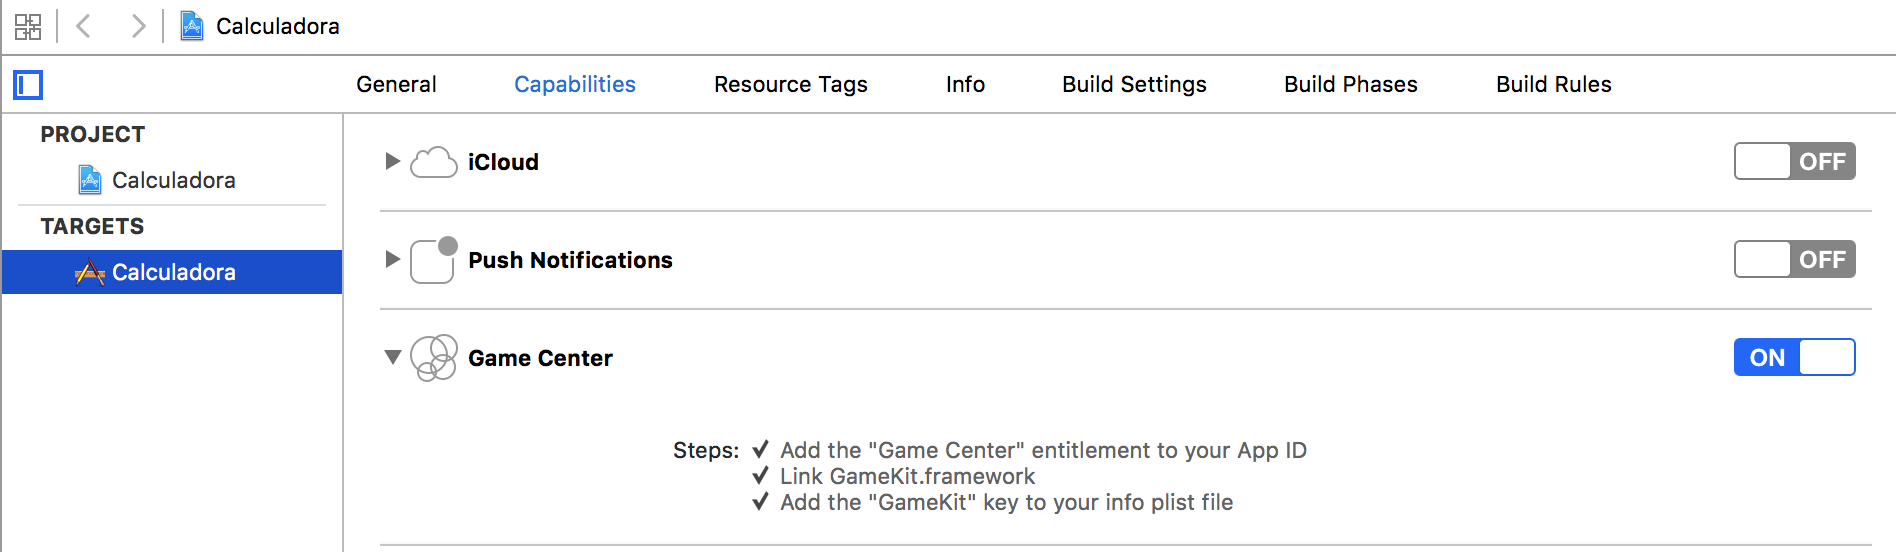 Calculadora
General Capabilities Resource Tags Info Build Settings Build Phases Build Rules
PROJECT
Calculadora
TARGETS
Calculadora
iCloud OFF
Push Notifications OFF
Game Center ON
Steps: ✓ Add the "Game Center" entitlement to your App ID
✓ Link GameKit.framework
✓ Add the "GameKit" key to your info plist file